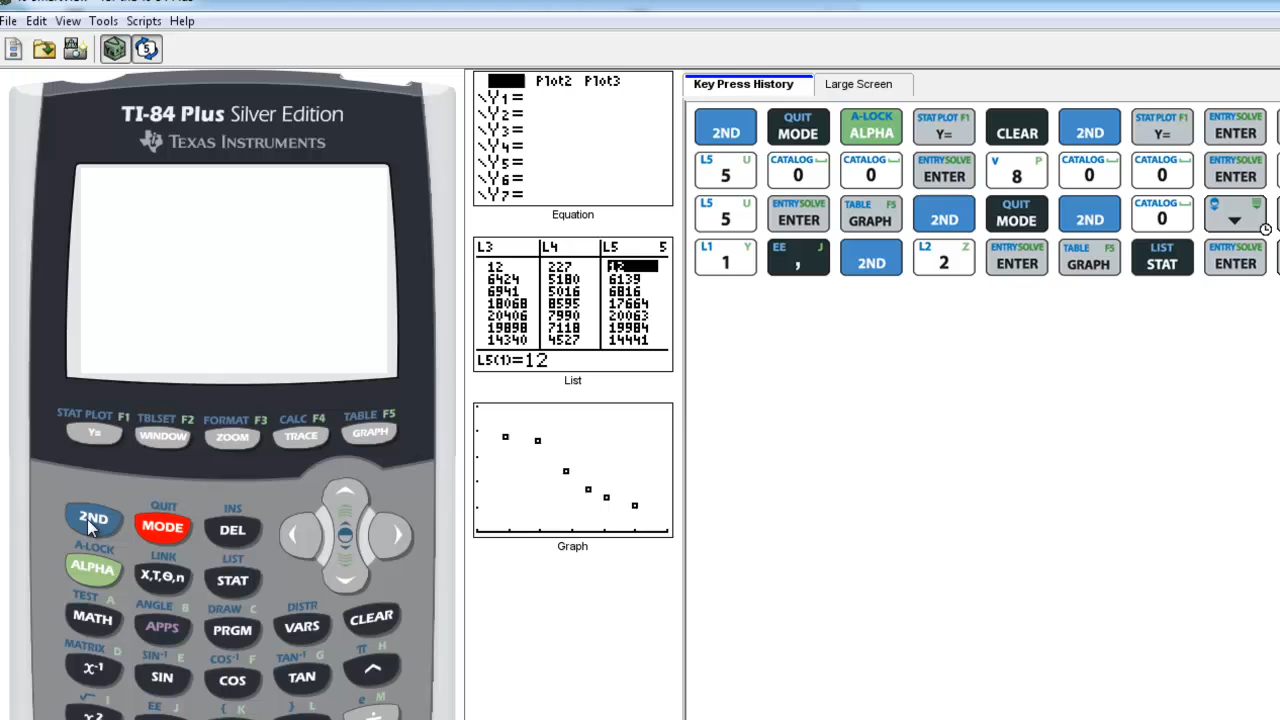 File Edit View Tools Scripts Help
TI-84 Plus Silver Edition
TEXAS INSTRUMENTS
STAT PLOT F1 TBLSET F2 FORMAT F3 CALC F4 TABLE F5
Y= WINDOW ZOOM TRACE GRAPH
QUIT INS
2ND MODE DEL
A-LOCK LINK LIST
ALPHA X,T,Θ,n STAT
TEST A ANGLE B DRAW C DISTR
MATH APPS PRGM VARS CLEAR
MATRIX D SIN-1 E COS-1 F TAN-1 G π H
X-1 SIN COS TAN ^
√ I EE J { K } L e M
x2
Plot2 Plot3
\Y1=
\Y2=
\Y3=
\Y4=
\Y5=
\Y6=
\Y7=
Equation
L3 L4 L5 5
12 227 12
6424 5180 6139
6941 5016 6816
18068 8595 17664
20406 7990 20063
19898 7118 19984
14340 4527 14441
L5(1)=12
List
Graph
Key Press History Large Screen
QUIT A-LOCK STAT PLOT F1 STAT PLOT F1 ENTRY SOLVE
2ND MODE ALPHA Y= CLEAR 2ND Y= ENTER
L5 U CATALOG CATALOG ENTRY SOLVE v P CATALOG CATALOG ENTRY SOLVE
5 0 0 ENTER 8 0 0 ENTER
L5 U ENTRY SOLVE TABLE F5 QUIT CATALOG
5 ENTER GRAPH 2ND MODE 2ND 0
L1 Y EE J L2 Z ENTRY SOLVE TABLE F5 LIST ENTRY SOLVE
1 , 2ND 2 ENTER GRAPH STAT ENTER